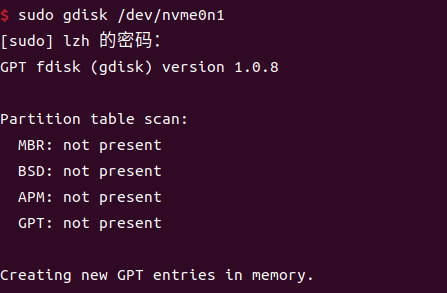 $ sudo gdisk /dev/nvme0n1
[sudo] lzh 的密码：
GPT fdisk (gdisk) version 1.0.8
Partition table scan:
MBR: not present
BSD: not present
APM: not present
GPT: not present
Creating new GPT entries in memory.